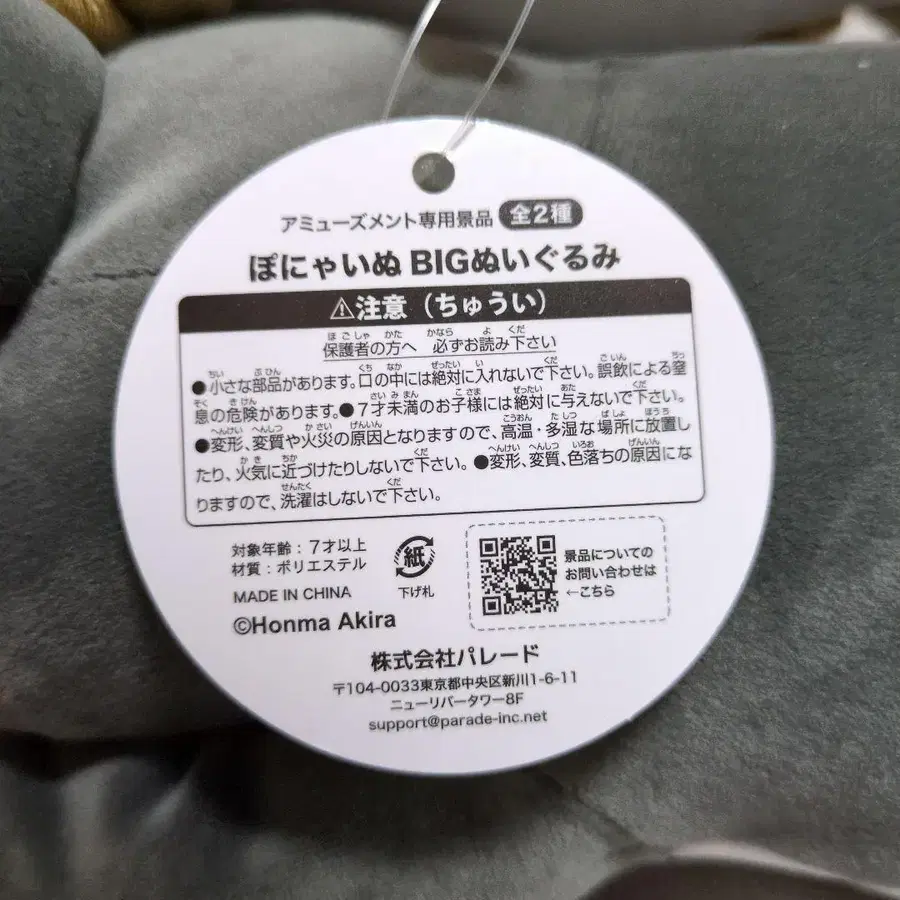 アミューズメント専用景品 全2種
ぽにゃいぬ BIGぬいぐるみ
⚠注意（ちゅうい）
保護者の方へ 必ずお読み下さい
●小さな部品があります。口の中には絶対に入れないで下さい。誤飲による窒
息の危険があります。●7才未満のお子様には絶対に与えないで下さい。
●変形、変質や火災の原因となりますので、高温・多湿な場所に放置し
たり、火気に近づけたりしないで下さい。●変形、変質、色落ちの原因にな
りますので、洗濯はしないで下さい。
対象年齢：7才以上
材質：ポリエステル
MADE IN CHINA
©Honma Akira
紙
下げ札
景品についての
お問い合わせは
←こちら
株式会社パレード
〒104-0033東京都中央区新川1-6-11
ニューリバータワー8F
support@parade-inc.net